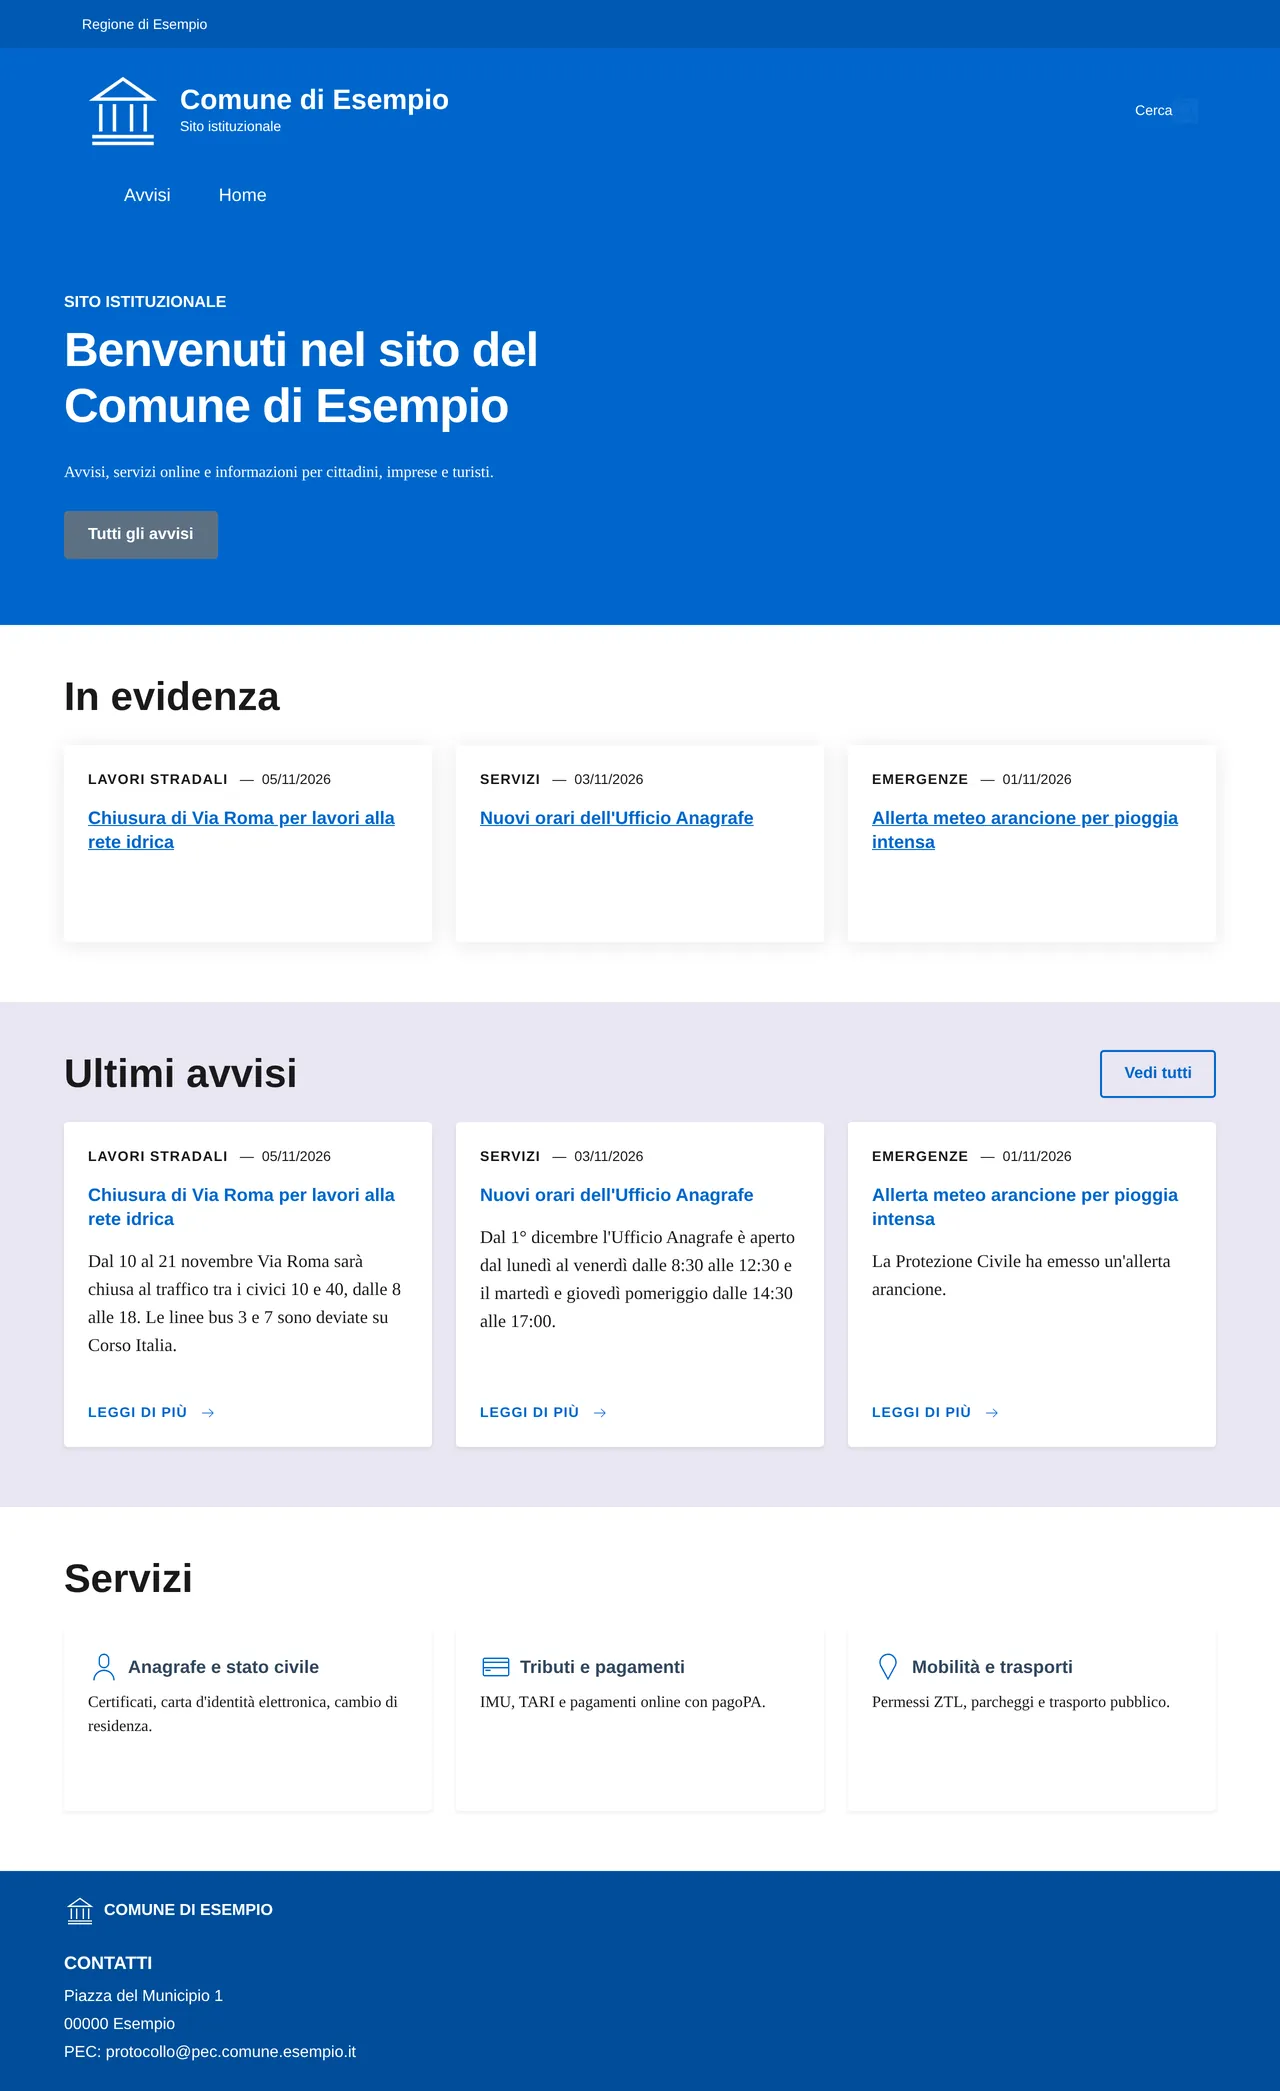 Regione di Esempio
Comune di Esempio
Sito istituzionale
Cerca
Avvisi
Home
SITO ISTITUZIONALE
Benvenuti nel sito del
Comune di Esempio
Avvisi, servizi online e informazioni per cittadini, imprese e turisti.
Tutti gli avvisi
In evidenza
LAVORI STRADALI — 05/11/2026
Chiusura di Via Roma per lavori alla
rete idrica
SERVIZI — 03/11/2026
Nuovi orari dell'Ufficio Anagrafe
EMERGENZE — 01/11/2026
Allerta meteo arancione per pioggia
intensa
Ultimi avvisi
Vedi tutti
LAVORI STRADALI — 05/11/2026
Chiusura di Via Roma per lavori alla
rete idrica
Dal 10 al 21 novembre Via Roma sarà
chiusa al traffico tra i civici 10 e 40, dalle 8
alle 18. Le linee bus 3 e 7 sono deviate su
Corso Italia.
LEGGI DI PIÙ
SERVIZI — 03/11/2026
Nuovi orari dell'Ufficio Anagrafe
Dal 1° dicembre l'Ufficio Anagrafe è aperto
dal lunedì al venerdì dalle 8:30 alle 12:30 e
il martedì e giovedì pomeriggio dalle 14:30
alle 17:00.
LEGGI DI PIÙ
EMERGENZE — 01/11/2026
Allerta meteo arancione per pioggia
intensa
La Protezione Civile ha emesso un'allerta
arancione.
LEGGI DI PIÙ
Servizi
Anagrafe e stato civile
Certificati, carta d'identità elettronica, cambio di
residenza.
Tributi e pagamenti
IMU, TARI e pagamenti online con pagoPA.
Mobilità e trasporti
Permessi ZTL, parcheggi e trasporto pubblico.
COMUNE DI ESEMPIO
CONTATTI
Piazza del Municipio 1
00000 Esempio
PEC: protocollo@pec.comune.esempio.it